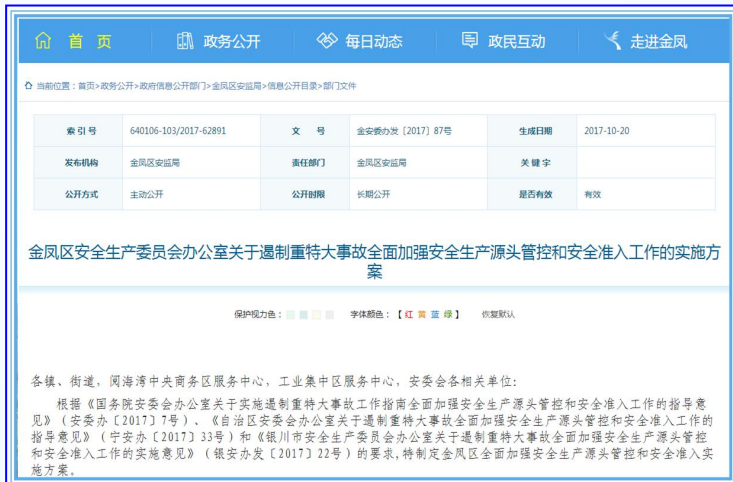 首 页 政务公开 每日动态 政民互动 走进金凤
当前位置：首页>政务公开>政府信息公开部门>金凤区安监局>信息公开目录>部门文件
索 引 号 640106-103/2017-62891 文 号 金安委办发〔2017〕87号 生成日期 2017-10-20
发布机构 金凤区安监局 责任部门 金凤区安监局 关 键 字
公开方式 主动公开 公开时限 长期公开 是否有效 有效
金凤区安全生产委员会办公室关于遏制重特大事故全面加强安全生产源头管控和安全准入工作的实施方
案
保护视力色： 字体颜色：【 红 黄 蓝 绿 】 恢复默认
各镇、街道，阅海湾中央商务区服务中心，工业集中区服务中心，安委会各相关单位：
根据《国务院安委会办公室关于实施遏制重特大事故工作指南全面加强安全生产源头管控和安全准入工作的指导意
见》（安委办〔2017〕7号）、《自治区安委会办公室关于遏制重特大事故全面加强安全生产源头管控和安全准入工作的
指导意见》（宁安办〔2017〕33号）和《银川市安全生产委员会办公室关于遏制重特大事故全面加强安全生产源头管控
和安全准入工作的实施意见》（银安办发〔2017〕22号）的要求,特制定金凤区全面加强安全生产源头管控和安全准入实
施方案。